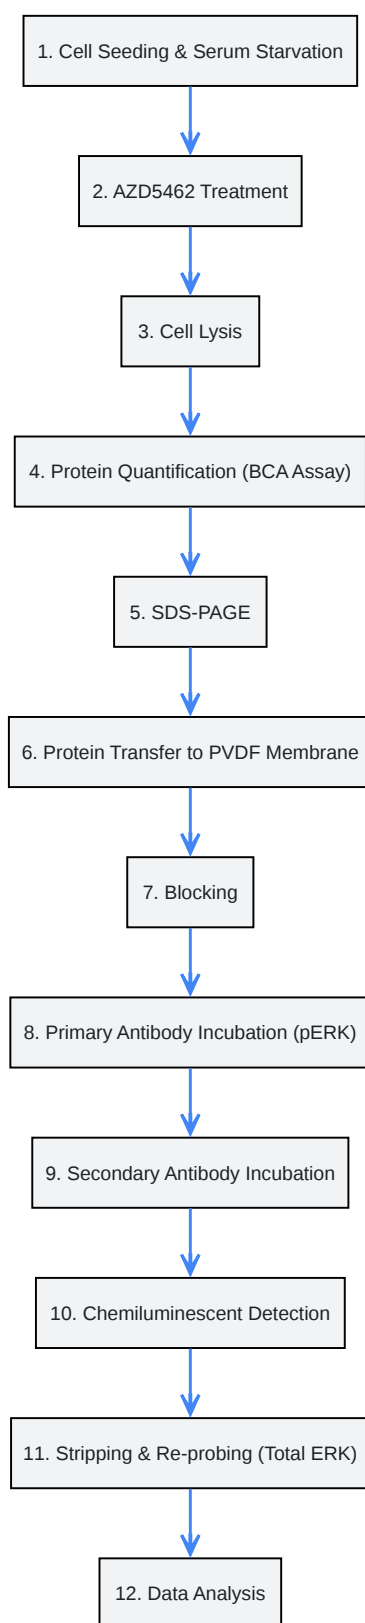 1. Cell Seeding & Serum Starvation
2. AZD5462 Treatment
3. Cell Lysis
4. Protein Quantification (BCA Assay)
5. SDS-PAGE
6. Protein Transfer to PVDF Membrane
7. Blocking
8. Primary Antibody Incubation (pERK)
9. Secondary Antibody Incubation
10. Chemiluminescent Detection
11. Stripping & Re-probing (Total ERK)
12. Data Analysis